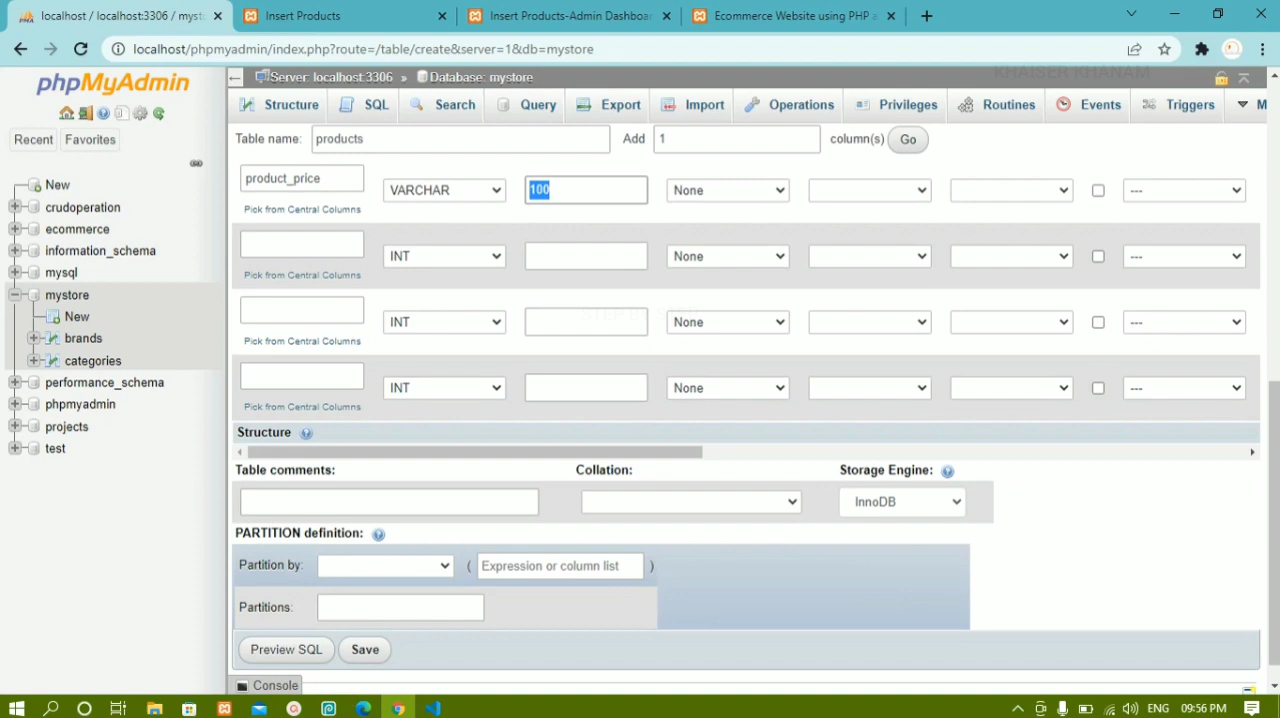 localhost / localhost:3306 / myst
Insert Products
Insert Products-Admin Dashboa
Ecommerce Website using PHP a
localhost/phpmyadmin/index.php?route=/table/create&server=1&db=mystore
phpMyAdmin
Recent
Favorites
New
crudoperation
ecommerce
information_schema
mysql
mystore
New
brands
categories
performance_schema
phpmyadmin
projects
test
Server: localhost:3306 » Database: mystore
KHAISER KHANAM
Structure
SQL
Search
Query
Export
Import
Operations
Privileges
Routines
Events
Triggers
M
Table name: products Add 1 column(s) Go
product_price VARCHAR 100 None ---
Pick from Central Columns
INT None ---
Pick from Central Columns
INT None ---
Pick from Central Columns
INT None ---
Pick from Central Columns
Structure
Table comments: Collation: Storage Engine:
InnoDB
PARTITION definition:
Partition by: ( Expression or column list )
Partitions:
Preview SQL Save
Console
ENG 09:56 PM